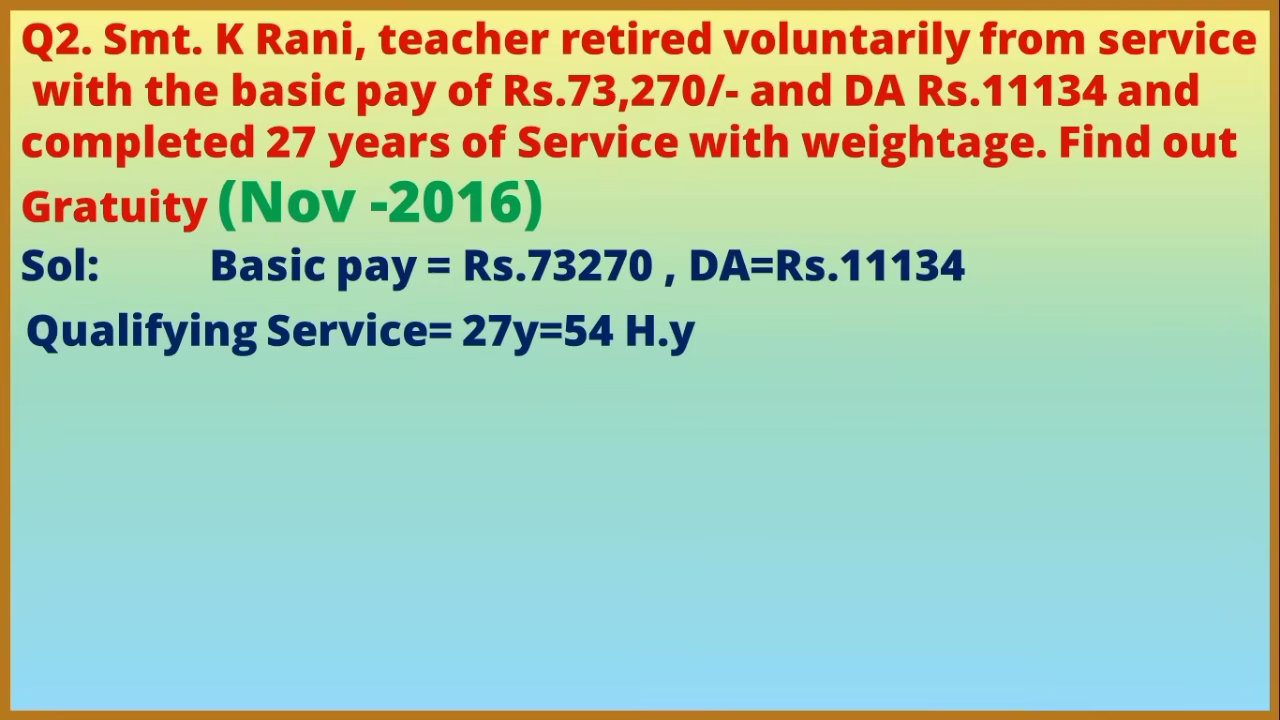 Q2. Smt. K Rani, teacher retired voluntarily from service
with the basic pay of Rs.73,270/- and DA Rs.11134 and
completed 27 years of Service with weightage. Find out
Gratuity (Nov -2016)
Sol: Basic pay = Rs.73270 , DA=Rs.11134
Qualifying Service= 27y=54 H.y